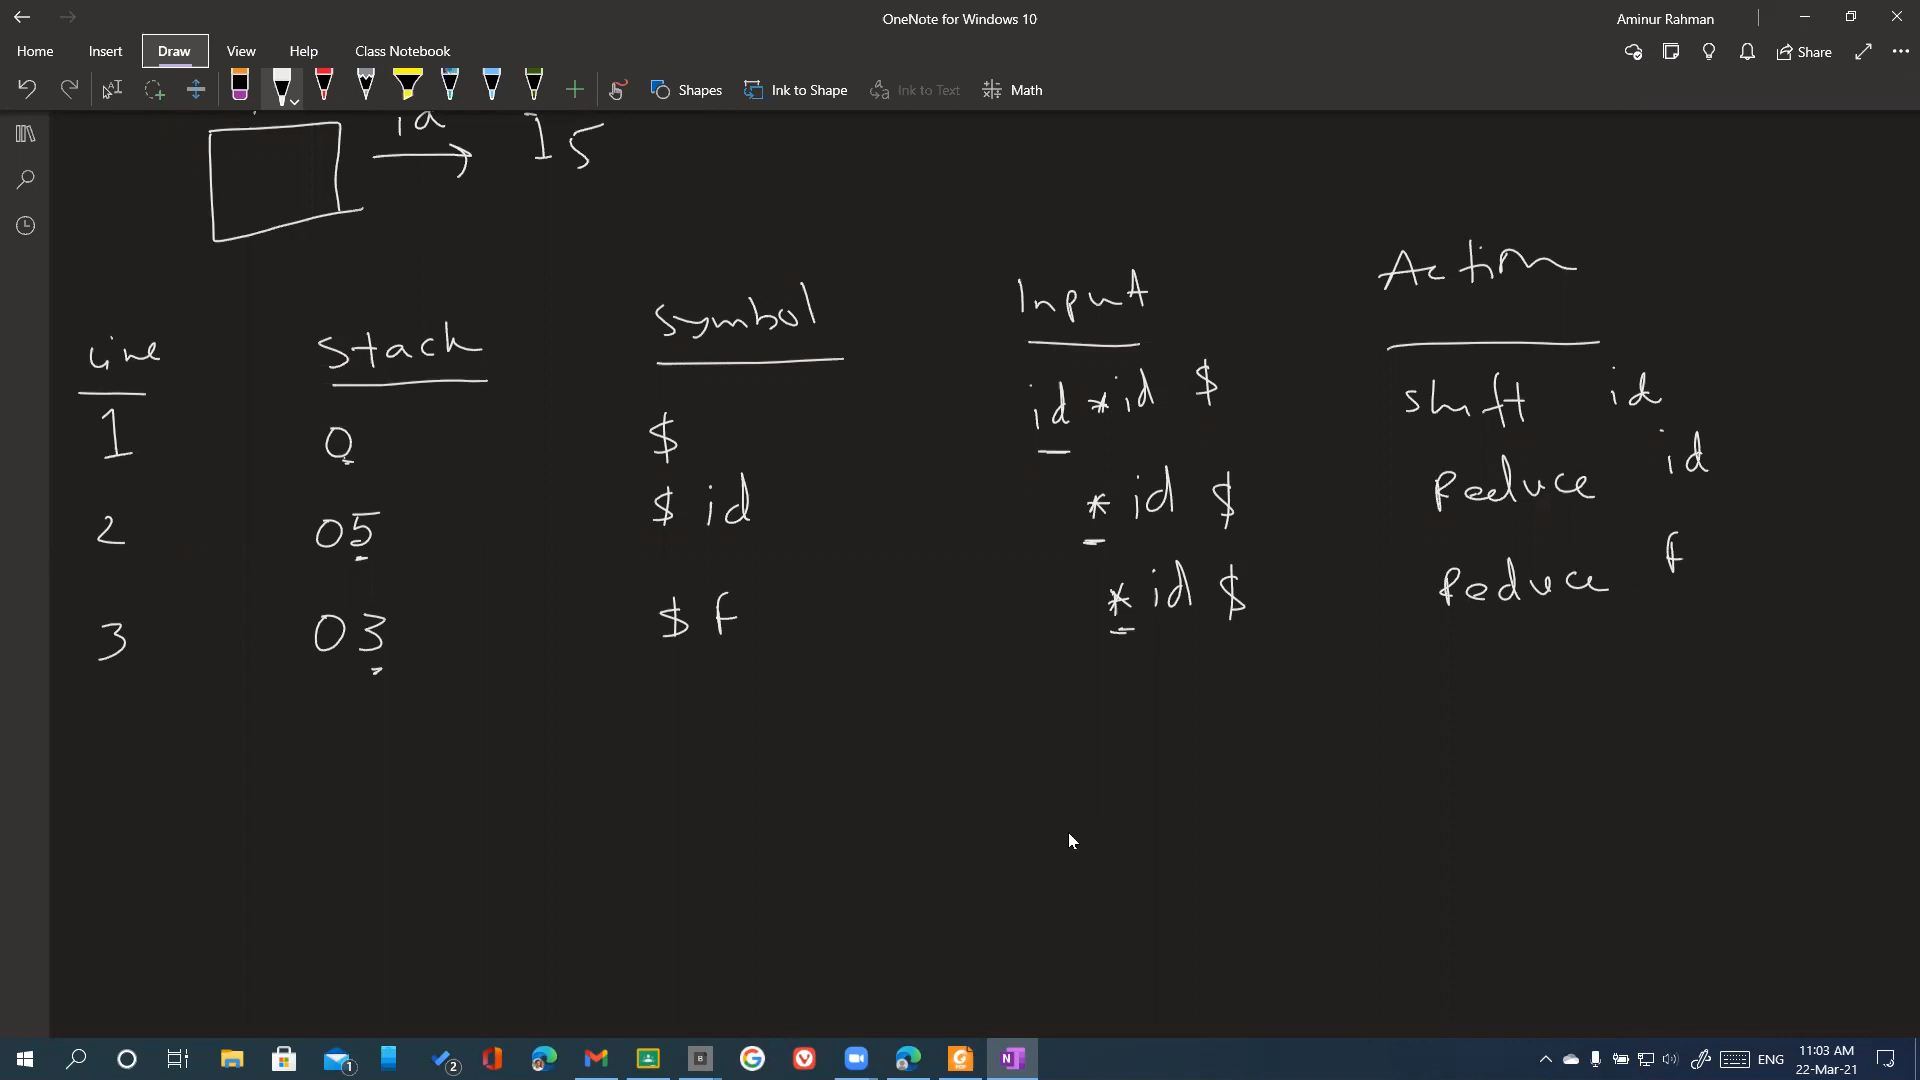 OneNote for Windows 10
Aminur Rahman
Home Insert Draw View Help Class Notebook
Share
Shapes Ink to Shape Ink to Text Math
id
I5
Line Stack Symbol Input Action
1 0 $ id * id $ shift id
2 05 $ id * id $ Reduce id
3 03 $ F * id $ Reduce F
ENG
11:03 AM
22-Mar-21